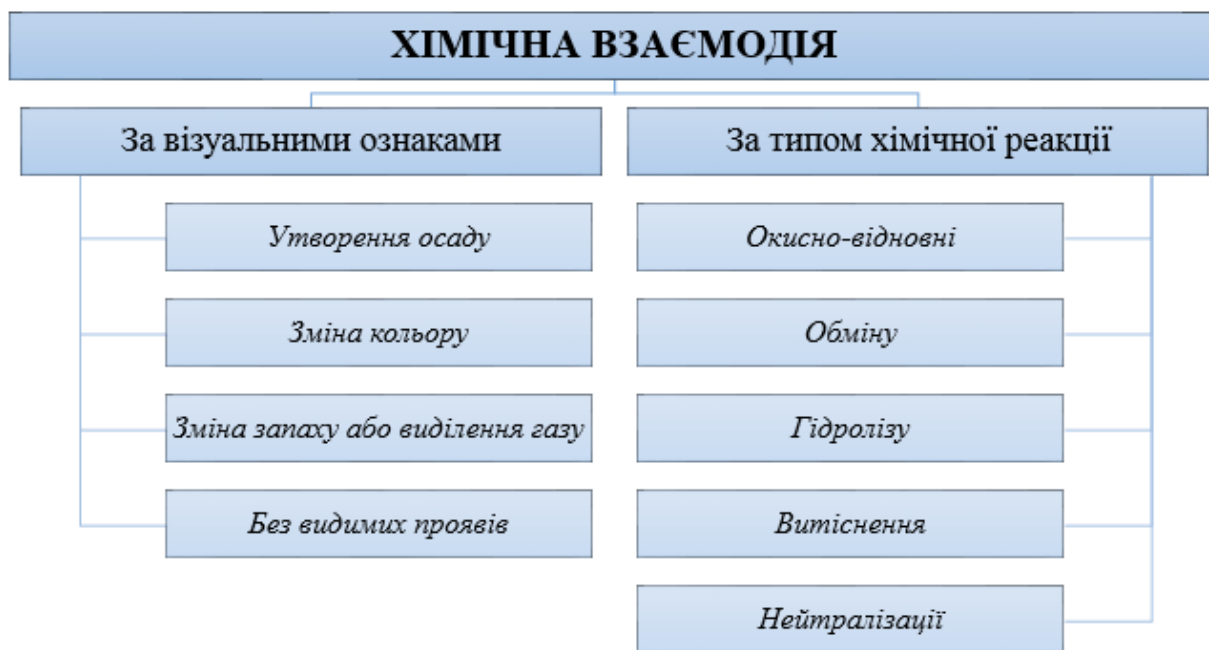 ХІМІЧНА ВЗАЄМОДІЯ
За візуальними ознаками
Утворення осаду
Зміна кольору
Зміна запаху або виділення газу
Без видимих проявів
За типом хімічної реакції
Окисно-відновні
Обміну
Гідролізу
Витіснення
Нейтралізації